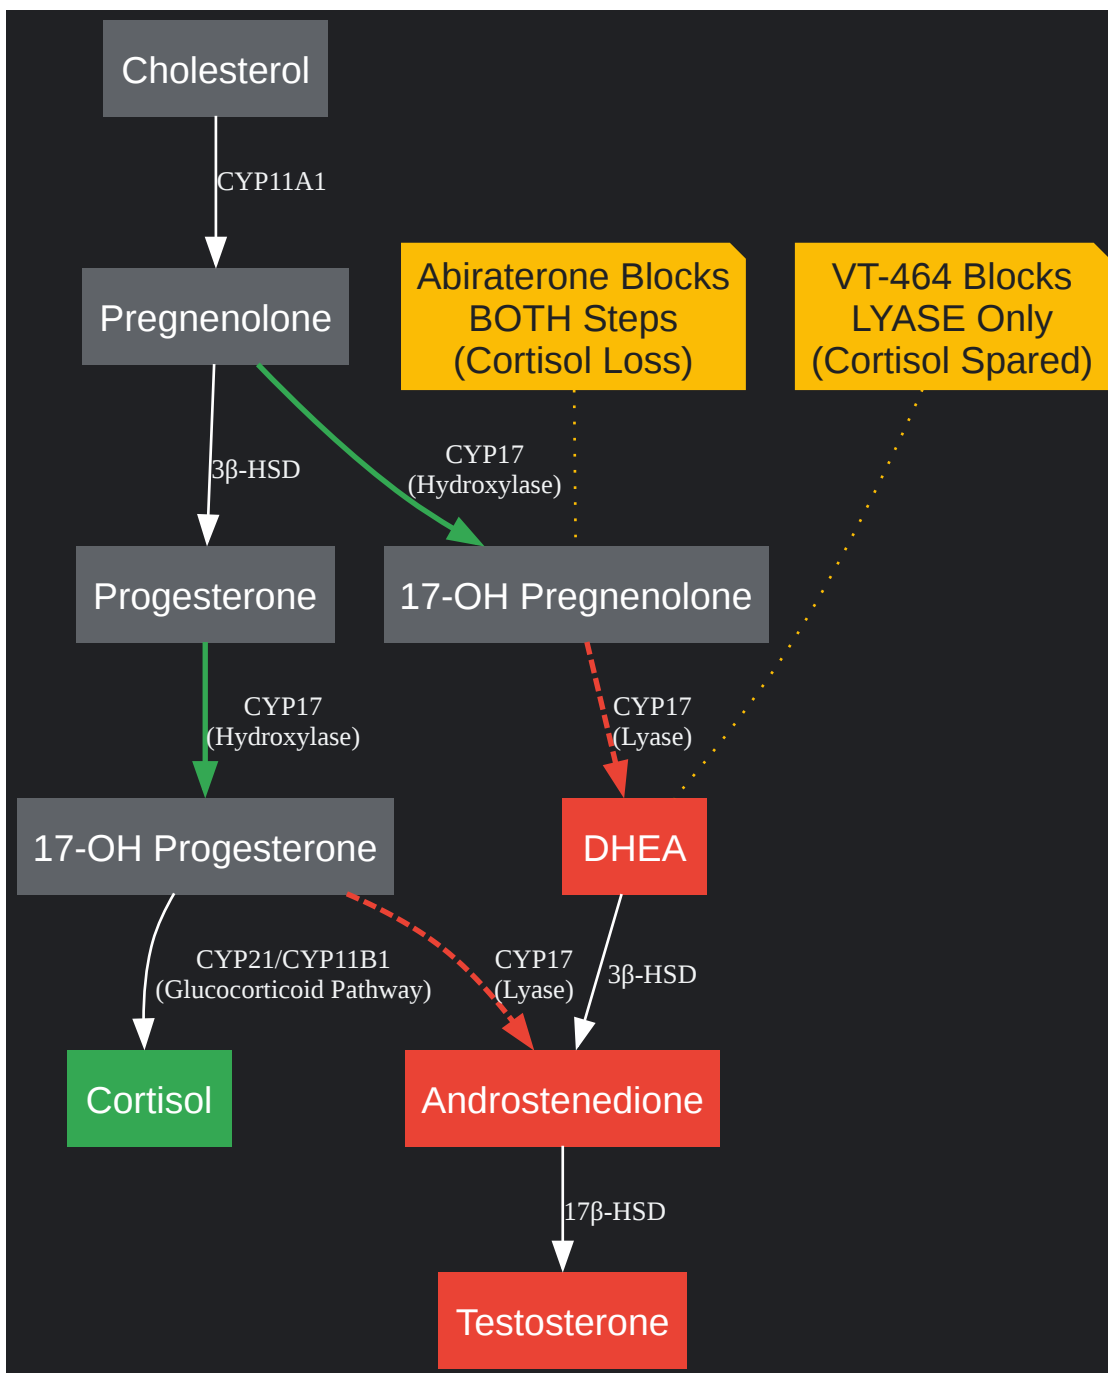 Cholesterol
CYP11A1
Pregnenolone
Abiraterone Blocks
BOTH Steps
(Cortisol Loss)
VT-464 Blocks
LYASE Only
(Cortisol Spared)
3β-HSD
CYP17
(Hydroxylase)
Progesterone
17-OH Pregnenolone
CYP17
(Hydroxylase)
CYP17
(Lyase)
17-OH Progesterone
DHEA
CYP21/CYP11B1
(Glucocorticoid Pathway)
CYP17
(Lyase)
3β-HSD
Cortisol
Androstenedione
17β-HSD
Testosterone